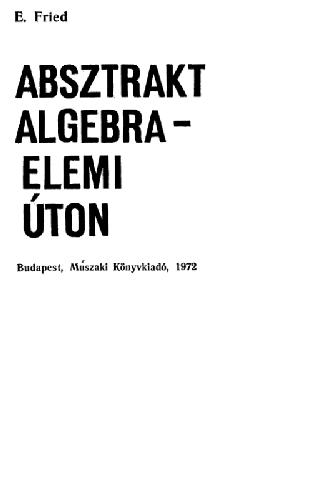 E. Fried
ABSZTRAKT
ALGEBRA –
ELEMI
ÚTON
Budapest, Műszaki Könyvkiadó, 1972